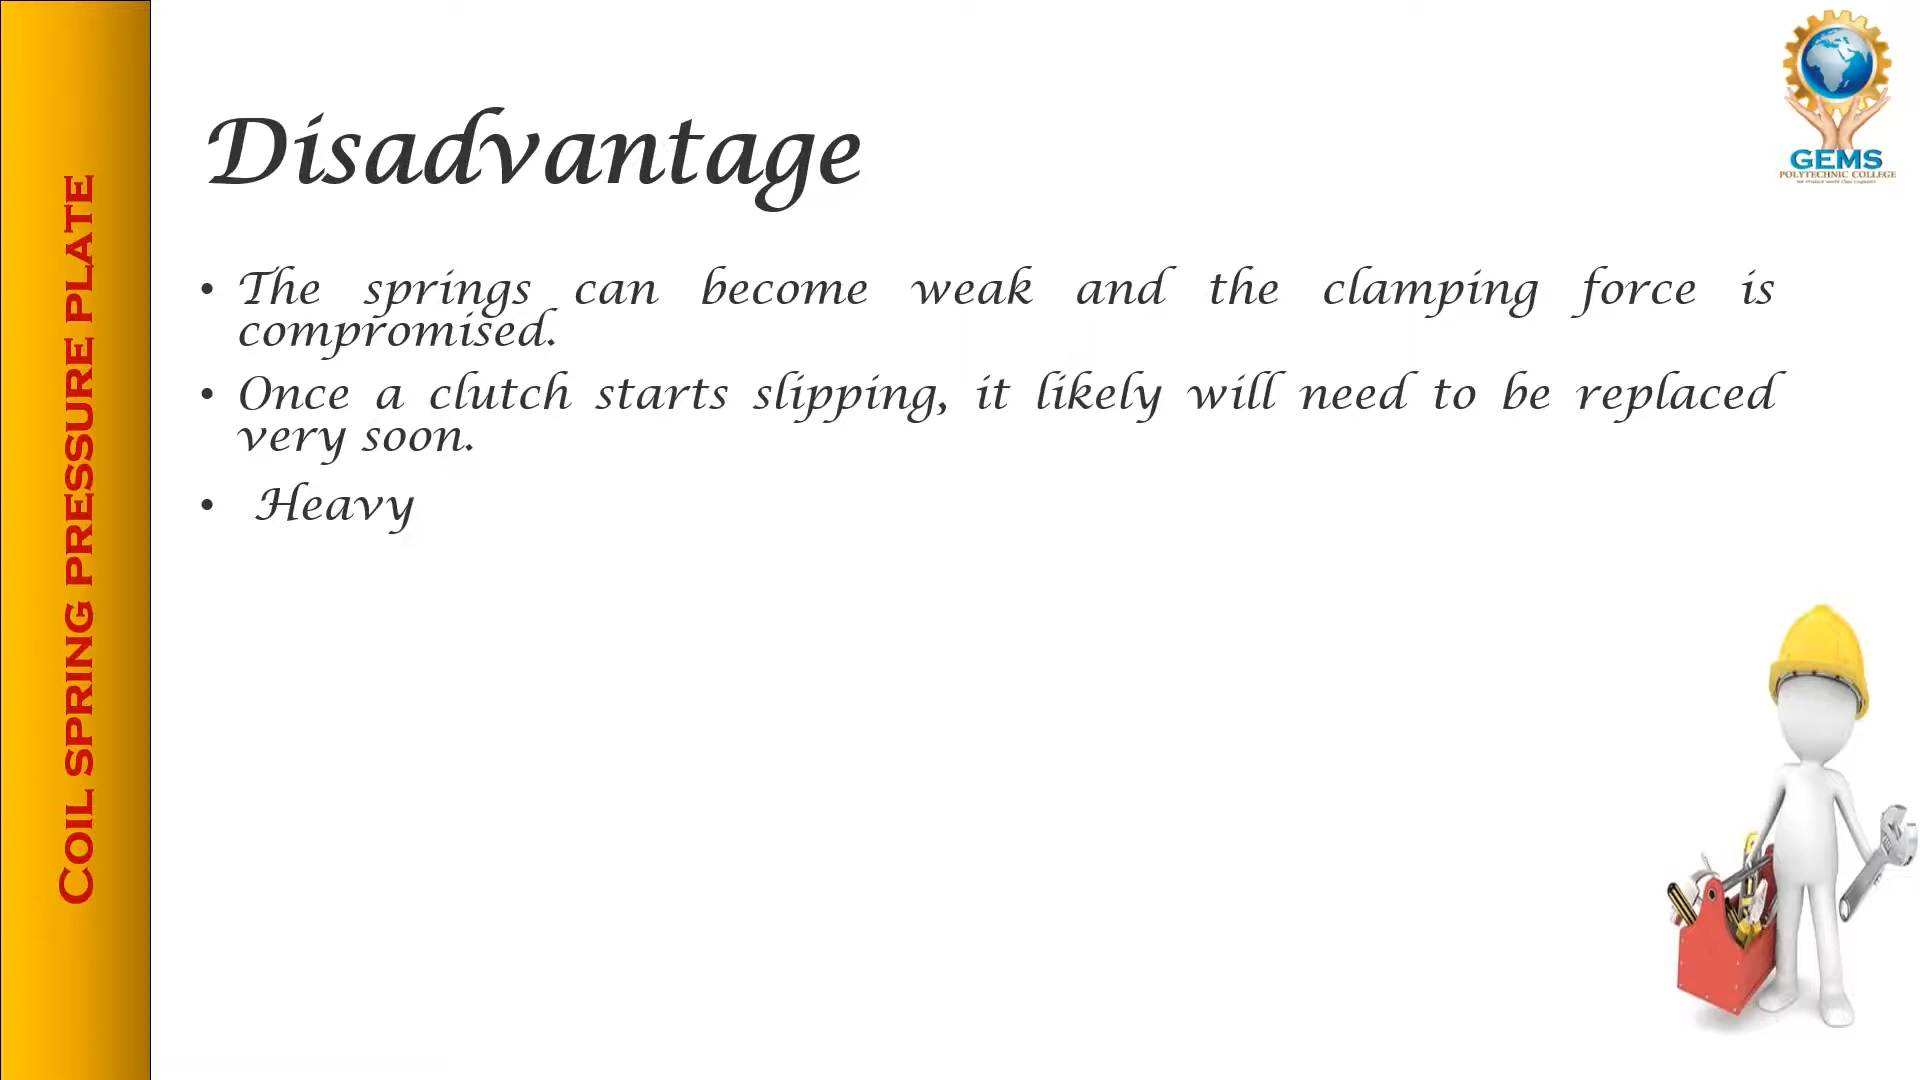 COIL SPRING PRESSURE PLATE
Disadvantage
• The springs can become weak and the clamping force is
compromised.
• Once a clutch starts slipping, it likely will need to be replaced
very soon.
• Heavy
GEMS
POLYTECHNIC COLLEGE